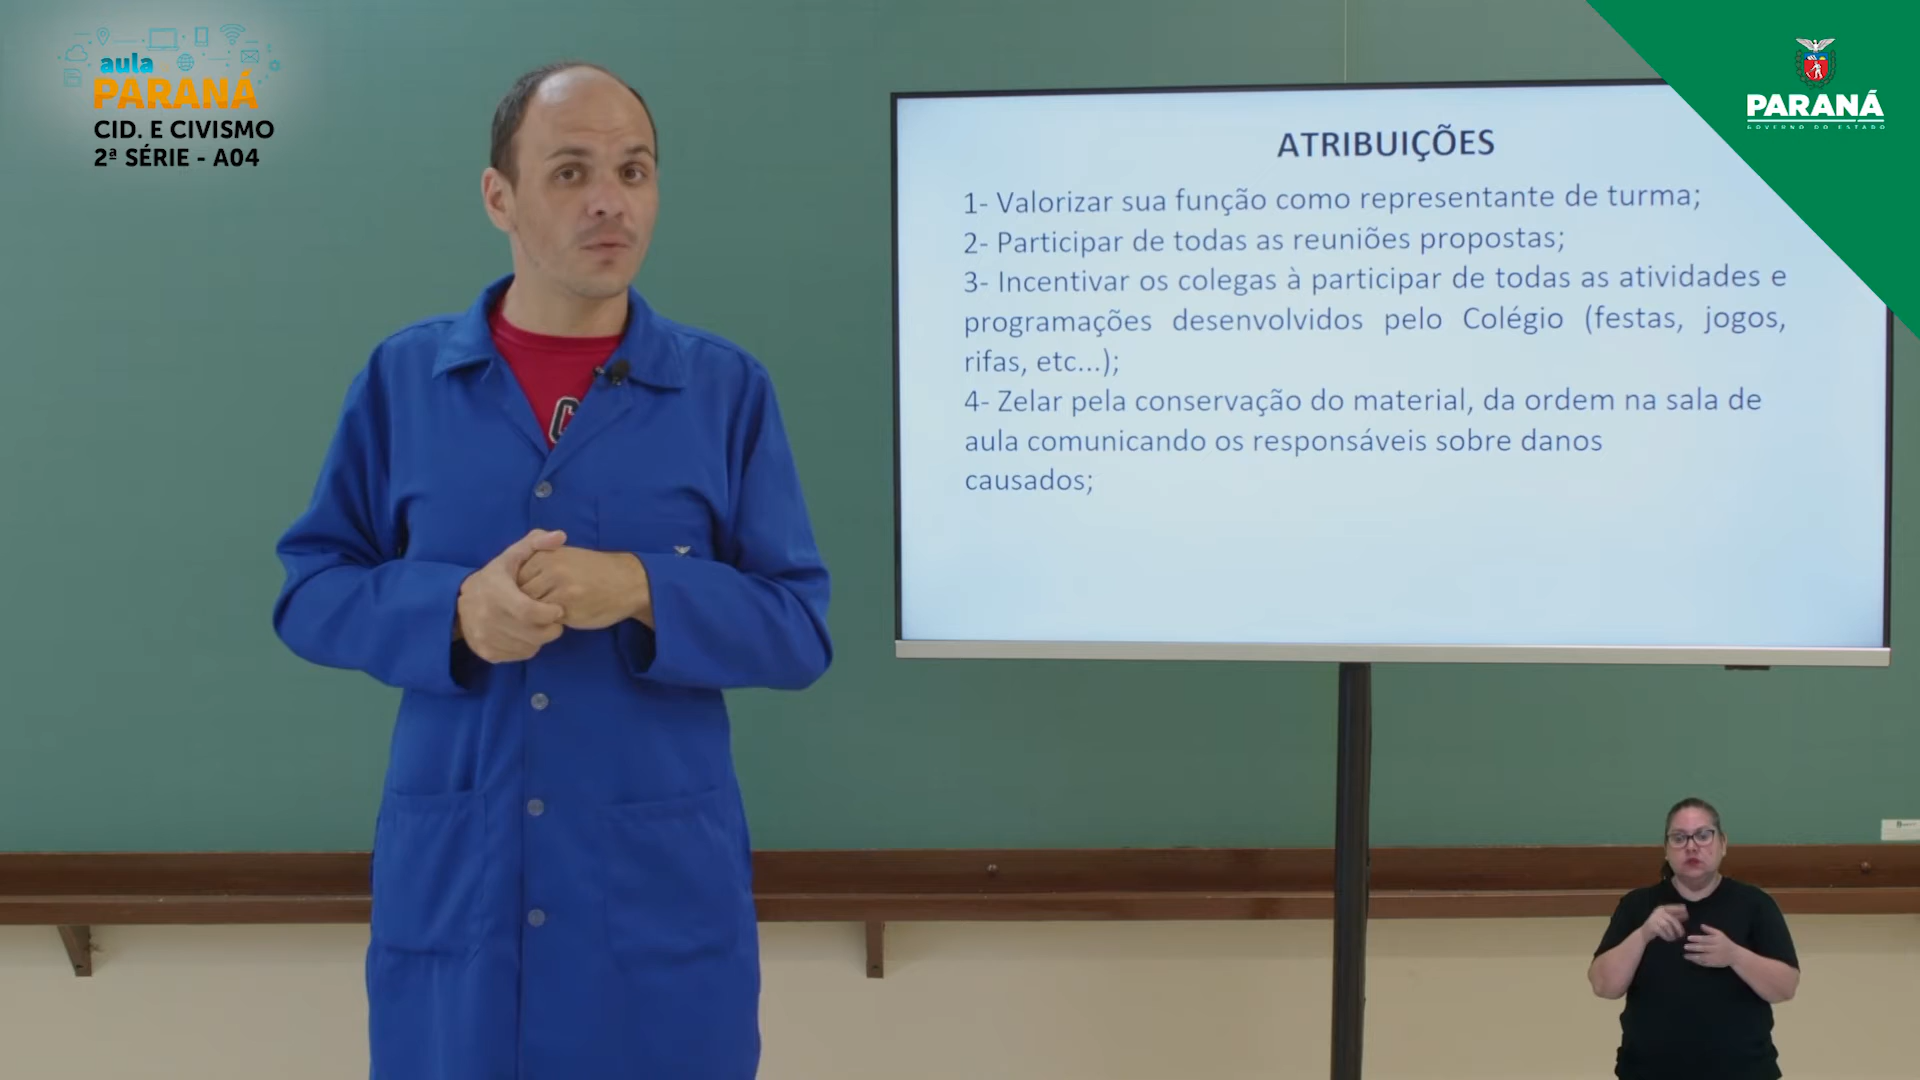 aula
PARANÁ
CID. E CIVISMO
2ª SÉRIE - A04
PARANÁ
GOVERNO DO ESTADO
ATRIBUIÇÕES
1- Valorizar sua função como representante de turma;
2- Participar de todas as reuniões propostas;
3- Incentivar os colegas à participar de todas as atividades e
programações desenvolvidos pelo Colégio (festas, jogos,
rifas, etc...);
4- Zelar pela conservação do material, da ordem na sala de
aula comunicando os responsáveis sobre danos
causados;